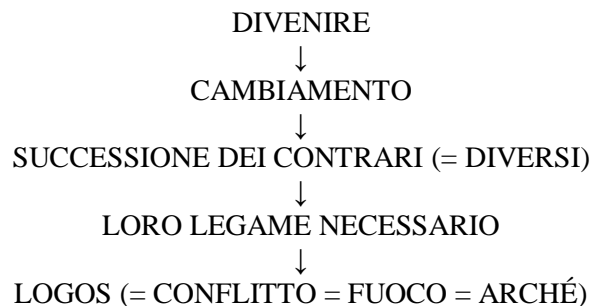 DIVENIRE
↓
CAMBIAMENTO
↓
SUCCESSIONE DEI CONTRARI (= DIVERSI)
↓
LORO LEGAME NECESSARIO
↓
LOGOS (= CONFLITTO = FUOCO = ARCHÉ)